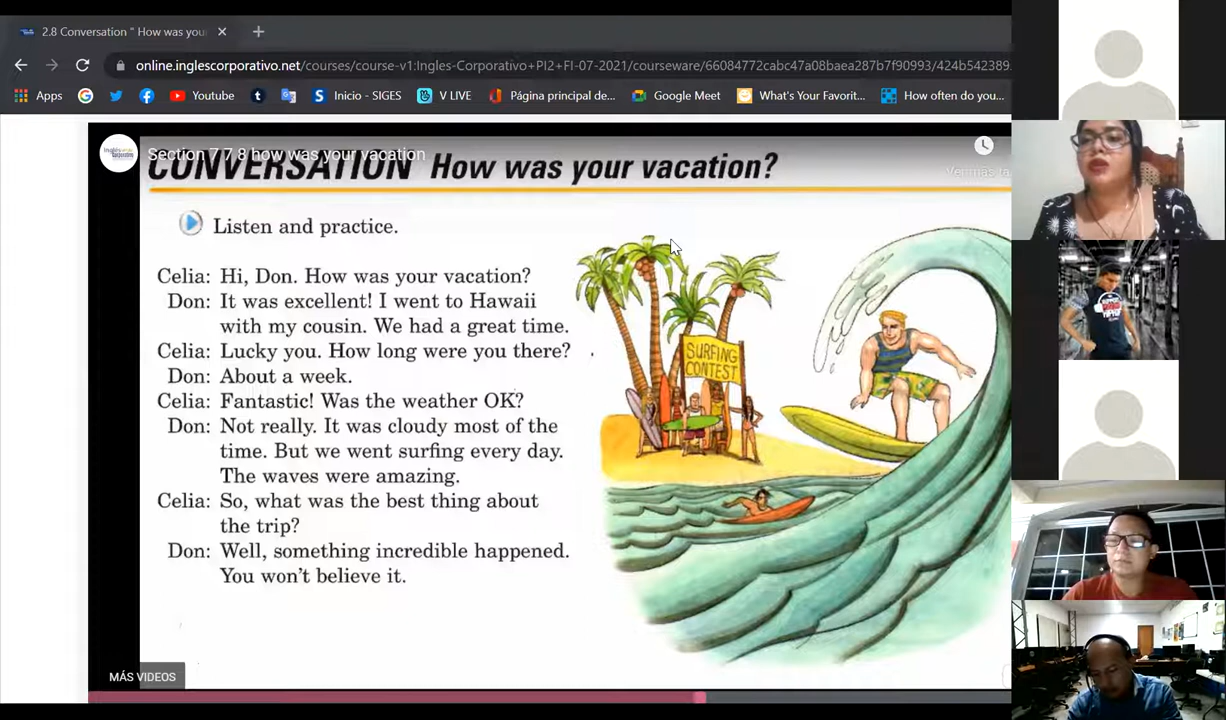 2.8 Conversation " How was you
online.inglescorporativo.net/courses/course-v1:Ingles-Corporativo+PI2+FI-07-2021/courseware/66084772cabc47a08baea287b7f90993/424b542389
Apps
Youtube
Inicio - SIGES
V LIVE
Página principal de...
Google Meet
What's Your Favorit...
How often do you...
Section 7 7 8 how was your vacation
CONVERSATION How was your vacation?
Listen and practice.
Celia: Hi, Don. How was your vacation?
Don: It was excellent! I went to Hawaii
with my cousin. We had a great time.
Celia: Lucky you. How long were you there?
Don: About a week.
Celia: Fantastic! Was the weather OK?
Don: Not really. It was cloudy most of the
time. But we went surfing every day.
The waves were amazing.
Celia: So, what was the best thing about
the trip?
Don: Well, something incredible happened.
You won't believe it.
SURFING
CONTEST
MÁS VIDEOS